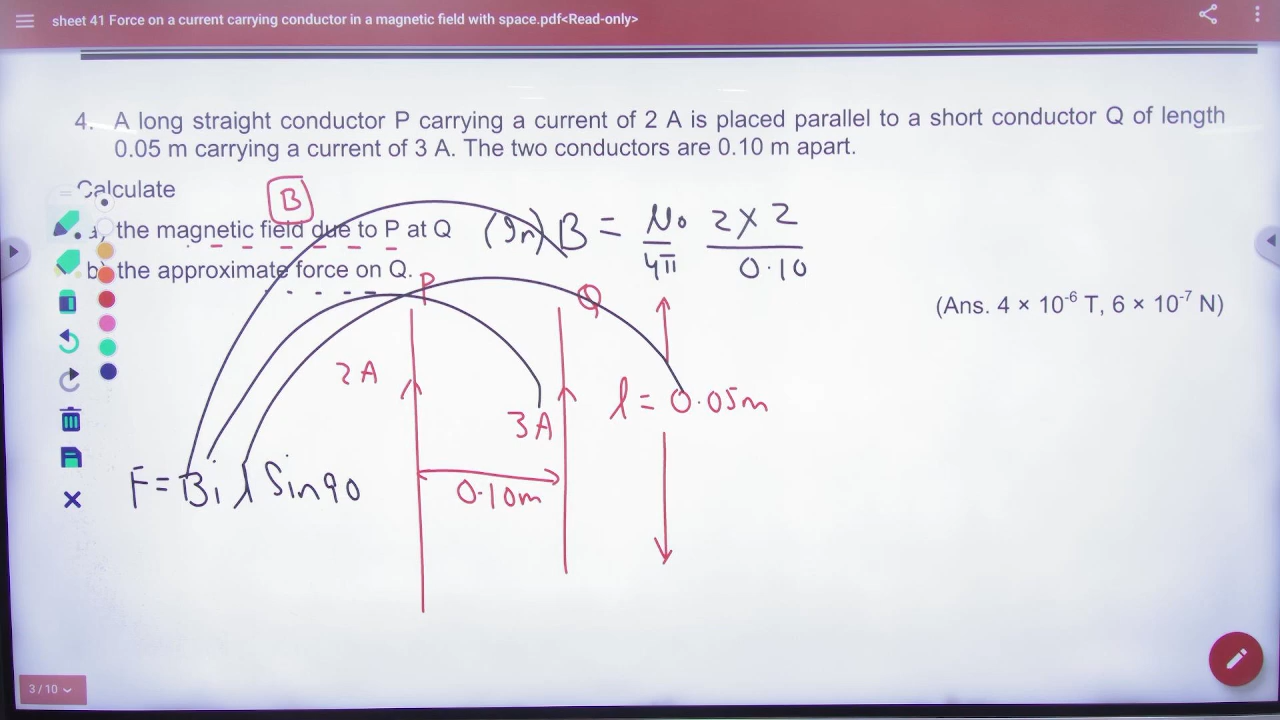 sheet 41 Force on a current carrying conductor in a magnetic field with space.pdf<Read-only>
4. A long straight conductor P carrying a current of 2 A is placed parallel to a short conductor Q of length
0.05 m carrying a current of 3 A. The two conductors are 0.10 m apart.
Calculate
B
a) the magnetic field due to P at Q
b) the approximate force on Q.
B = μ₀/4π 2 × 2/0.10
(Ans. 4 × 10⁻⁶ T, 6 × 10⁻⁷ N)
P
Q
2 A
3 A
l = 0.05m
0.10m
F = Bil Sin90
3 / 10